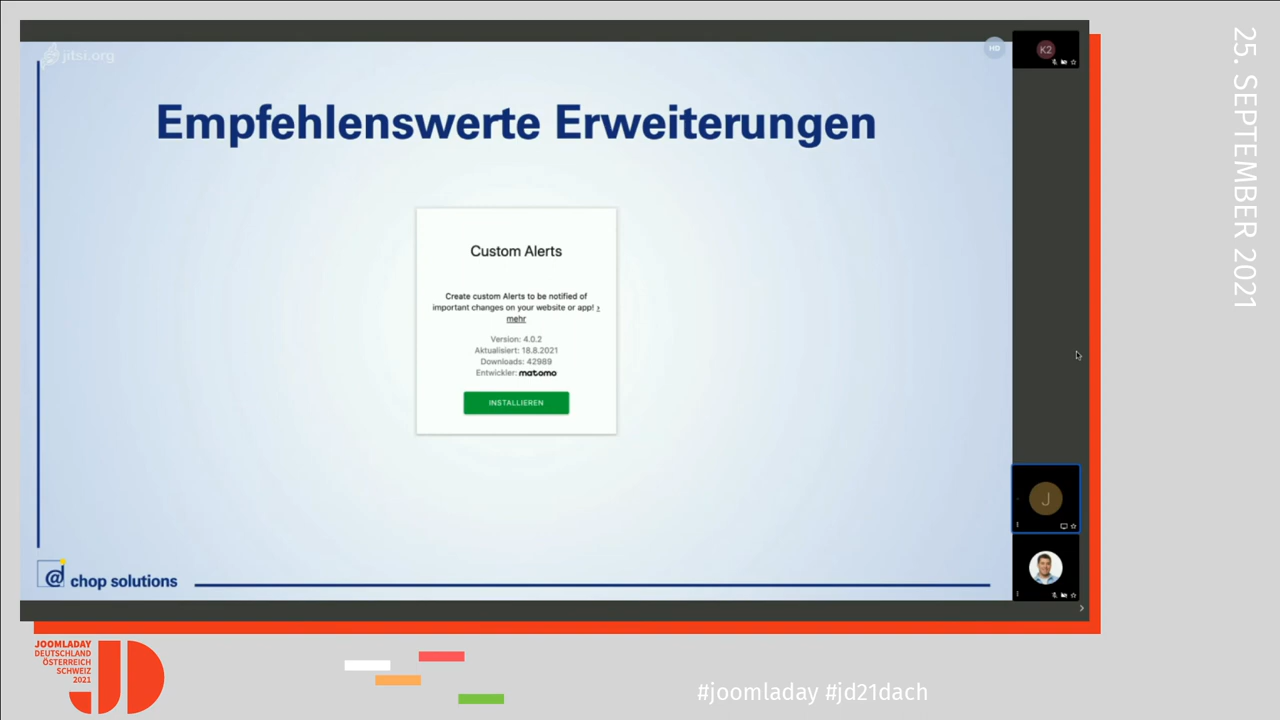 jitsi.org
HD
K2
Empfehlenswerte Erweiterungen
Custom Alerts
Create custom Alerts to be notified of
important changes on your website or app! ›
mehr
Version: 4.0.2
Aktualisiert: 18.8.2021
Downloads: 42989
Entwickler: matomo
INSTALLIEREN
J
@ chop solutions
25. SEPTEMBER 2021
JOOMLADAY
DEUTSCHLAND
ÖSTERREICH
SCHWEIZ
2021
JD
#joomladay #jd21dach